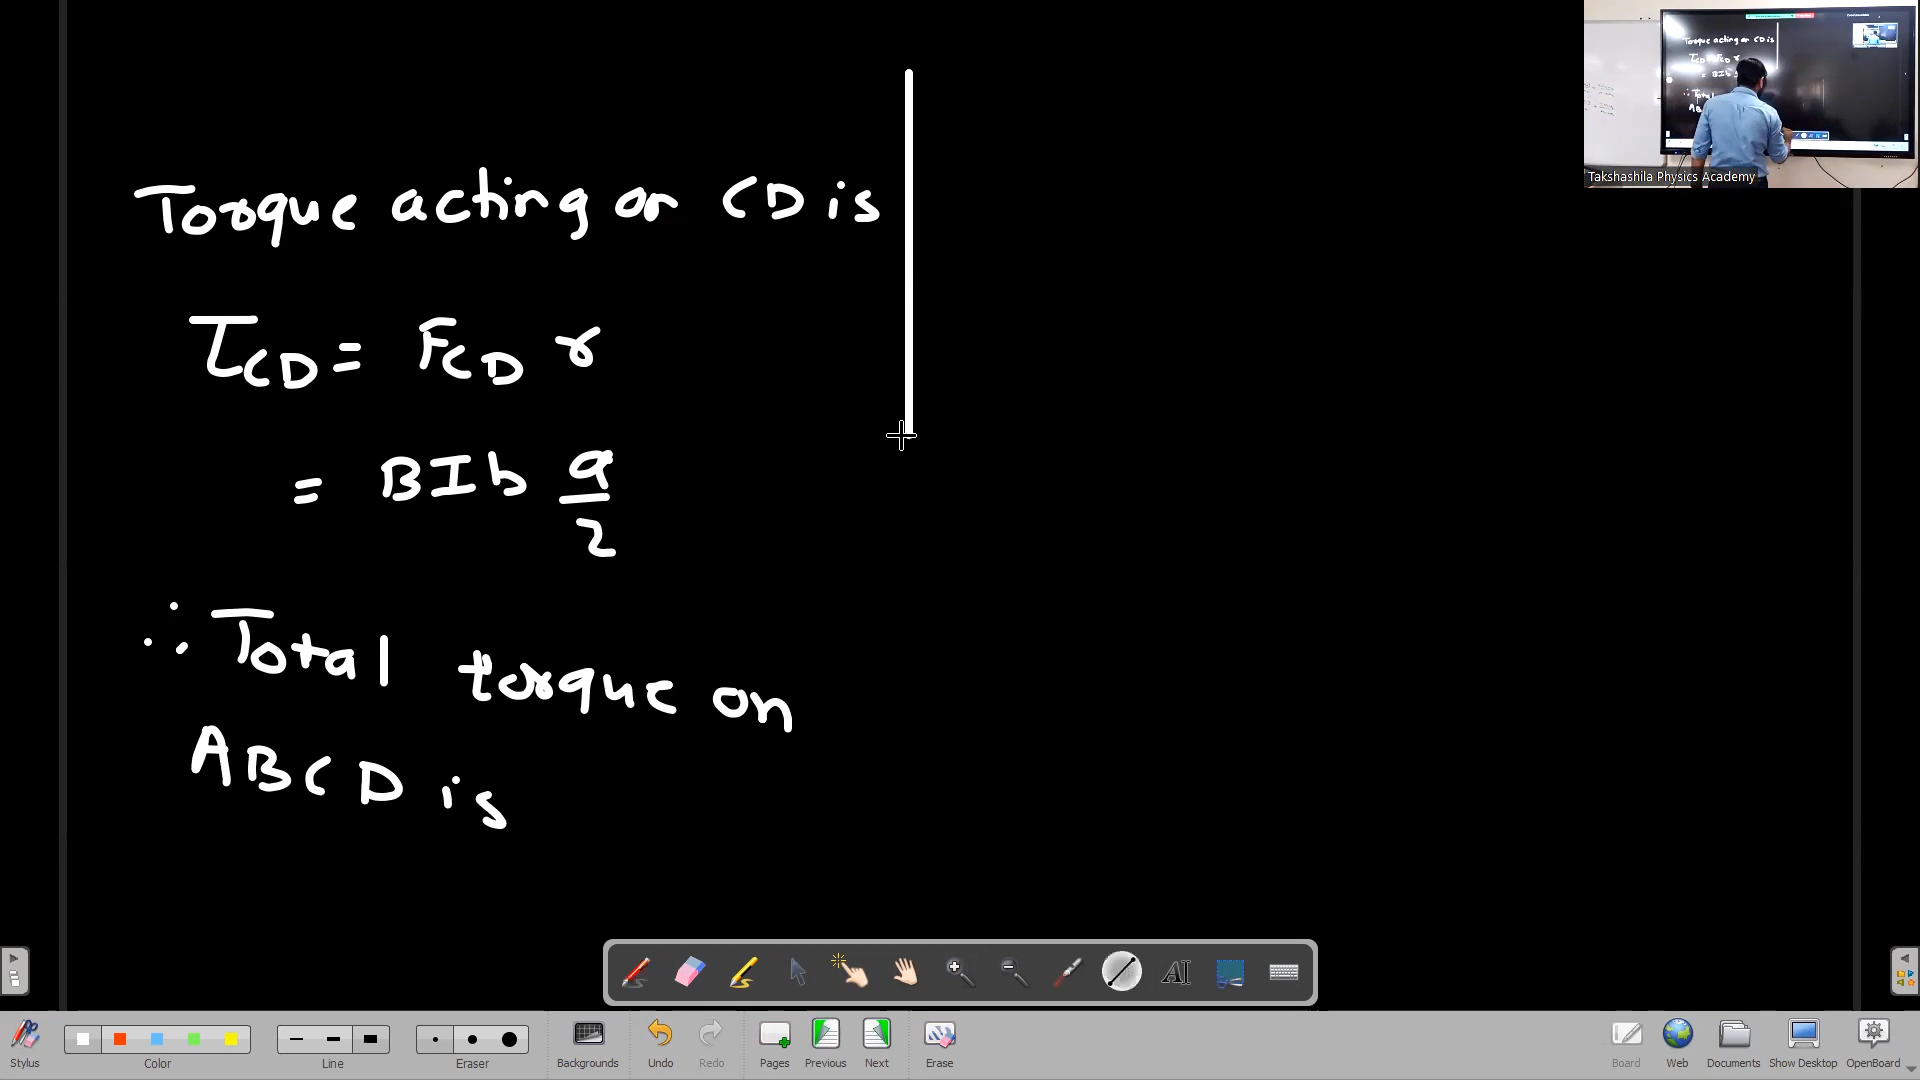 Torque acting on CD is
τCD = FCD r
= BIb a/2
∴ Total torque on
ABCD is
Takshashila Physics Academy
Stylus
Color
Line
Eraser
Backgrounds
Undo
Redo
Pages
Previous
Next
Erase
Board
Web
Documents
Show Desktop
OpenBoard